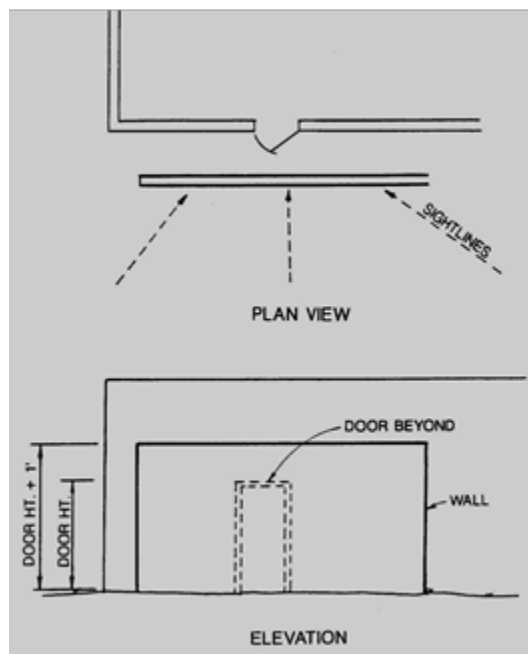 SIGHTLINES
PLAN VIEW
DOOR BEYOND
DOOR HT. + 1'
DOOR HT.
WALL
ELEVATION